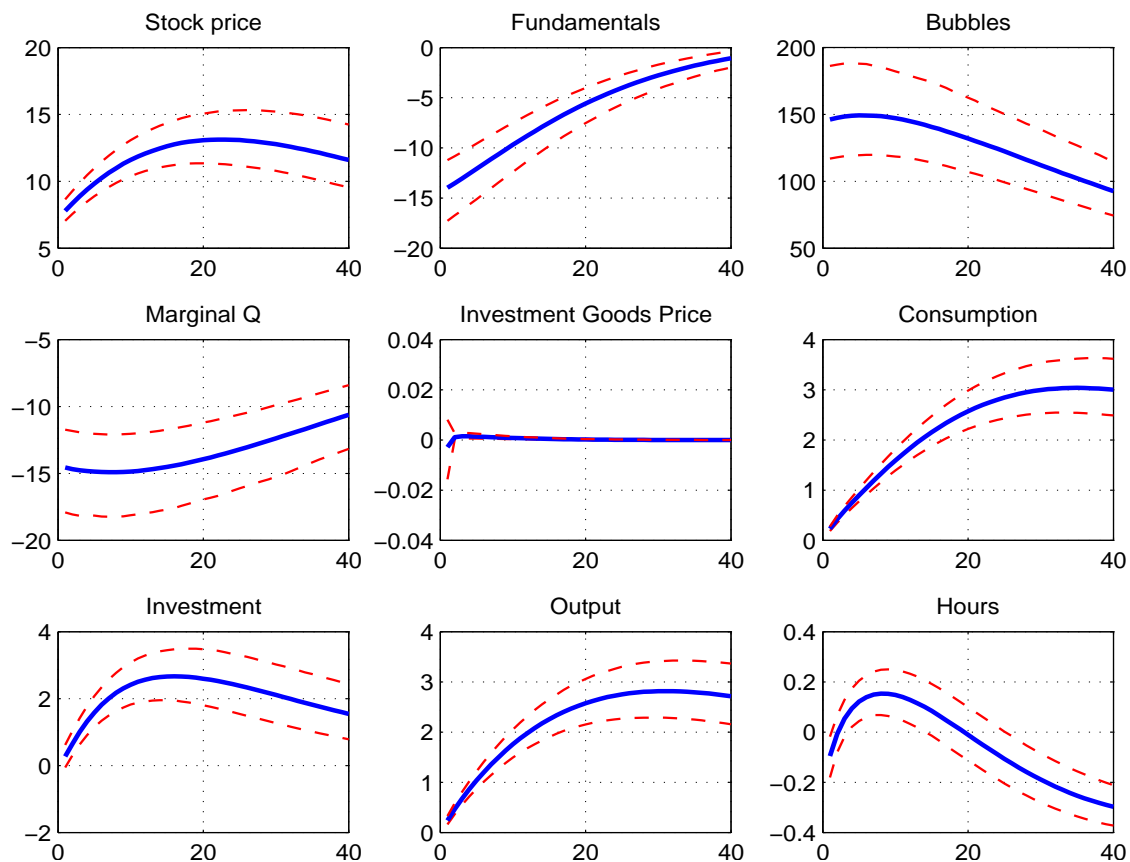 Stock price
20
15
10
5
0 20 40
Fundamentals
0
−5
−10
−15
−20
0 20 40
Bubbles
200
150
100
50
0 20 40
Marginal Q
−5
−10
−15
−20
0 20 40
Investment Goods Price
0.04
0.02
0
−0.02
−0.04
0 20 40
Consumption
4
3
2
1
0
0 20 40
Investment
4
2
0
−2
0 20 40
Output
4
3
2
1
0
0 20 40
Hours
0.4
0.2
0
−0.2
−0.4
0 20 40